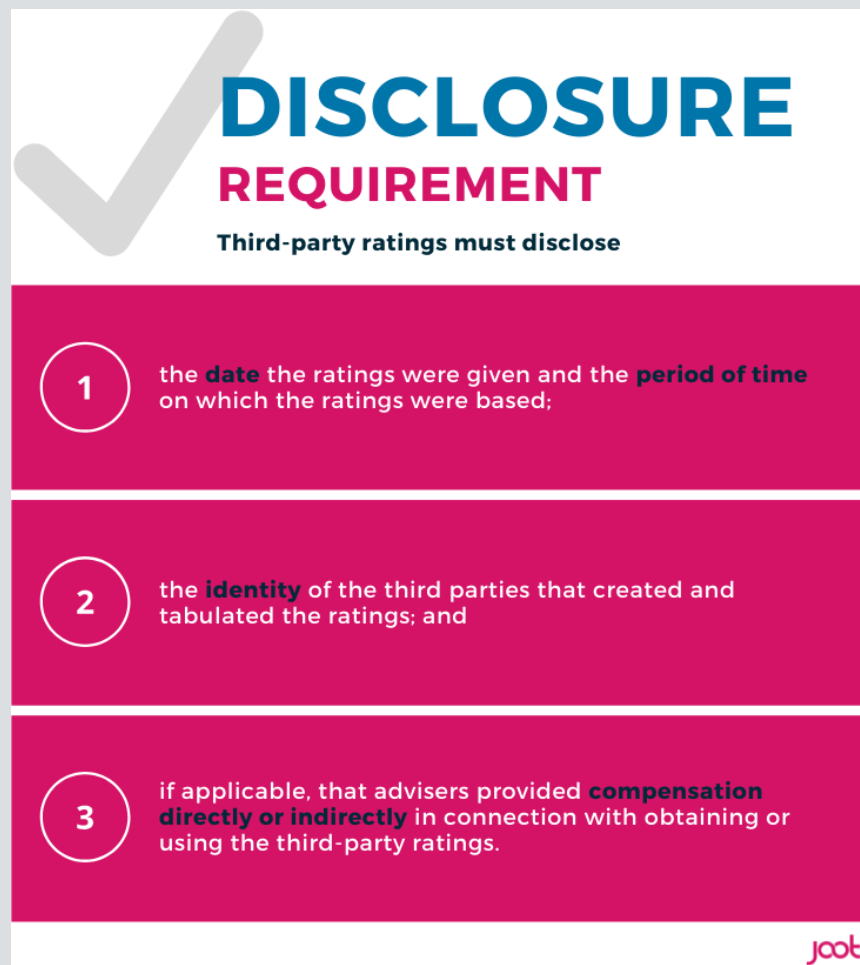 DISCLOSURE
REQUIREMENT
Third-party ratings must disclose
1
the date the ratings were given and the period of time
on which the ratings were based;
2
the identity of the third parties that created and
tabulated the ratings; and
3
if applicable, that advisers provided compensation
directly or indirectly in connection with obtaining or
using the third-party ratings.
joot